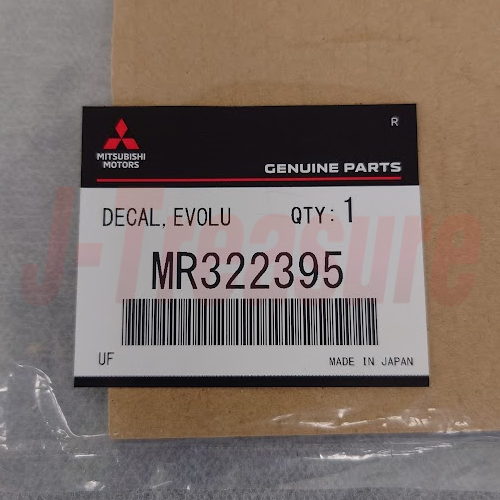 R
MITSUBISHI
MOTORS
GENUINE PARTS
DECAL, EVOLU QTY: 1
MR322395
UF MADE IN JAPAN
J-Treasure